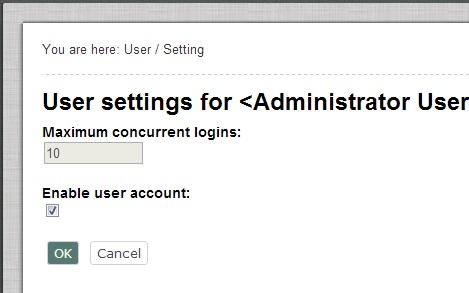 You are here: User / Setting
User settings for <Administrator User
Maximum concurrent logins:
10
Enable user account:
OK Cancel